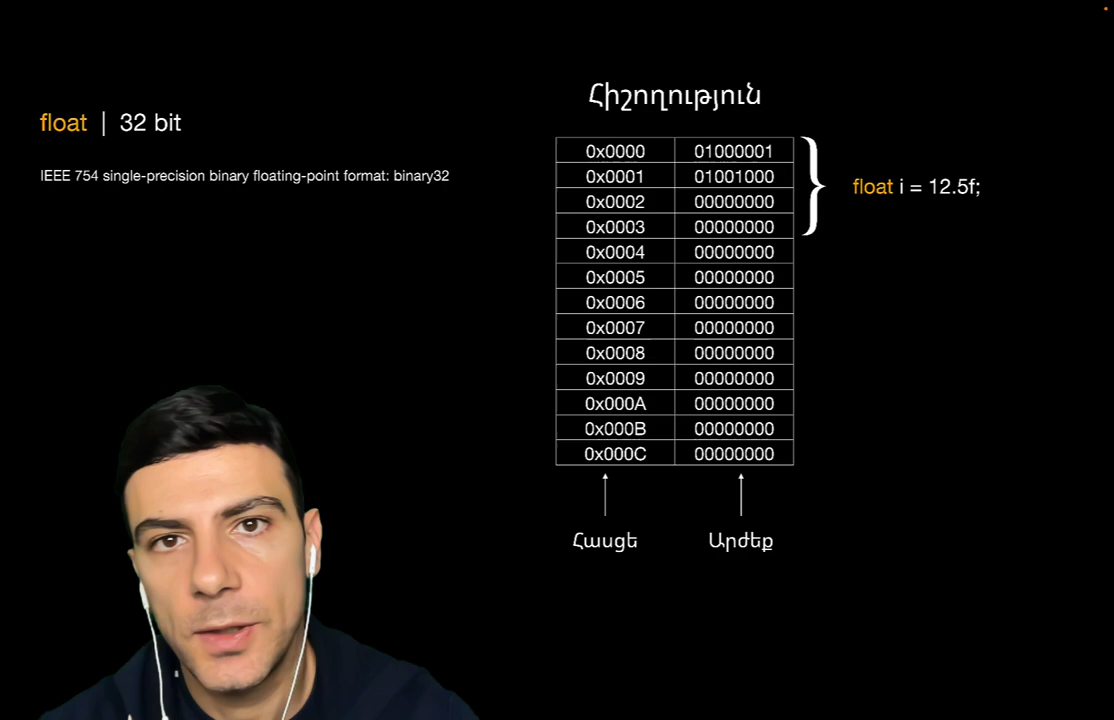 float | 32 bit
IEEE 754 single-precision binary floating-point format: binary32
Հիշողություն
0x0000 01000001
0x0001 01001000
0x0002 00000000
0x0003 00000000
0x0004 00000000
0x0005 00000000
0x0006 00000000
0x0007 00000000
0x0008 00000000
0x0009 00000000
0x000A 00000000
0x000B 00000000
0x000C 00000000
float i = 12.5f;
Հասցե Արժեք